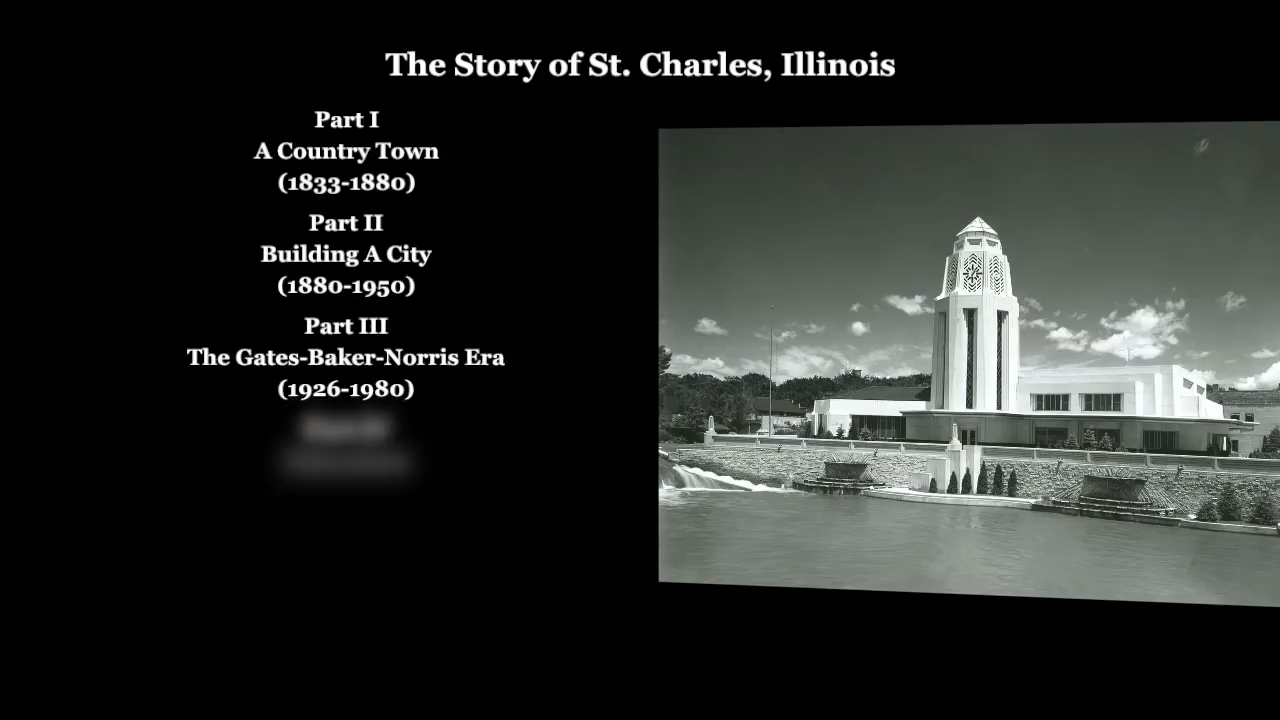 The Story of St. Charles, Illinois
Part I
A Country Town
(1833-1880)
Part II
Building A City
(1880-1950)
Part III
The Gates-Baker-Norris Era
(1926-1980)